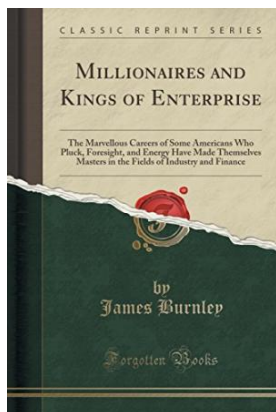 CLASSIC REPRINT SERIES
MILLIONAIRES AND
KINGS OF ENTERPRISE
The Marvellous Careers of Some Americans Who
Pluck, Foresight, and Energy Have Made Themselves
Masters in the Fields of Industry and Finance
by
James Burnley
Forgotten Books